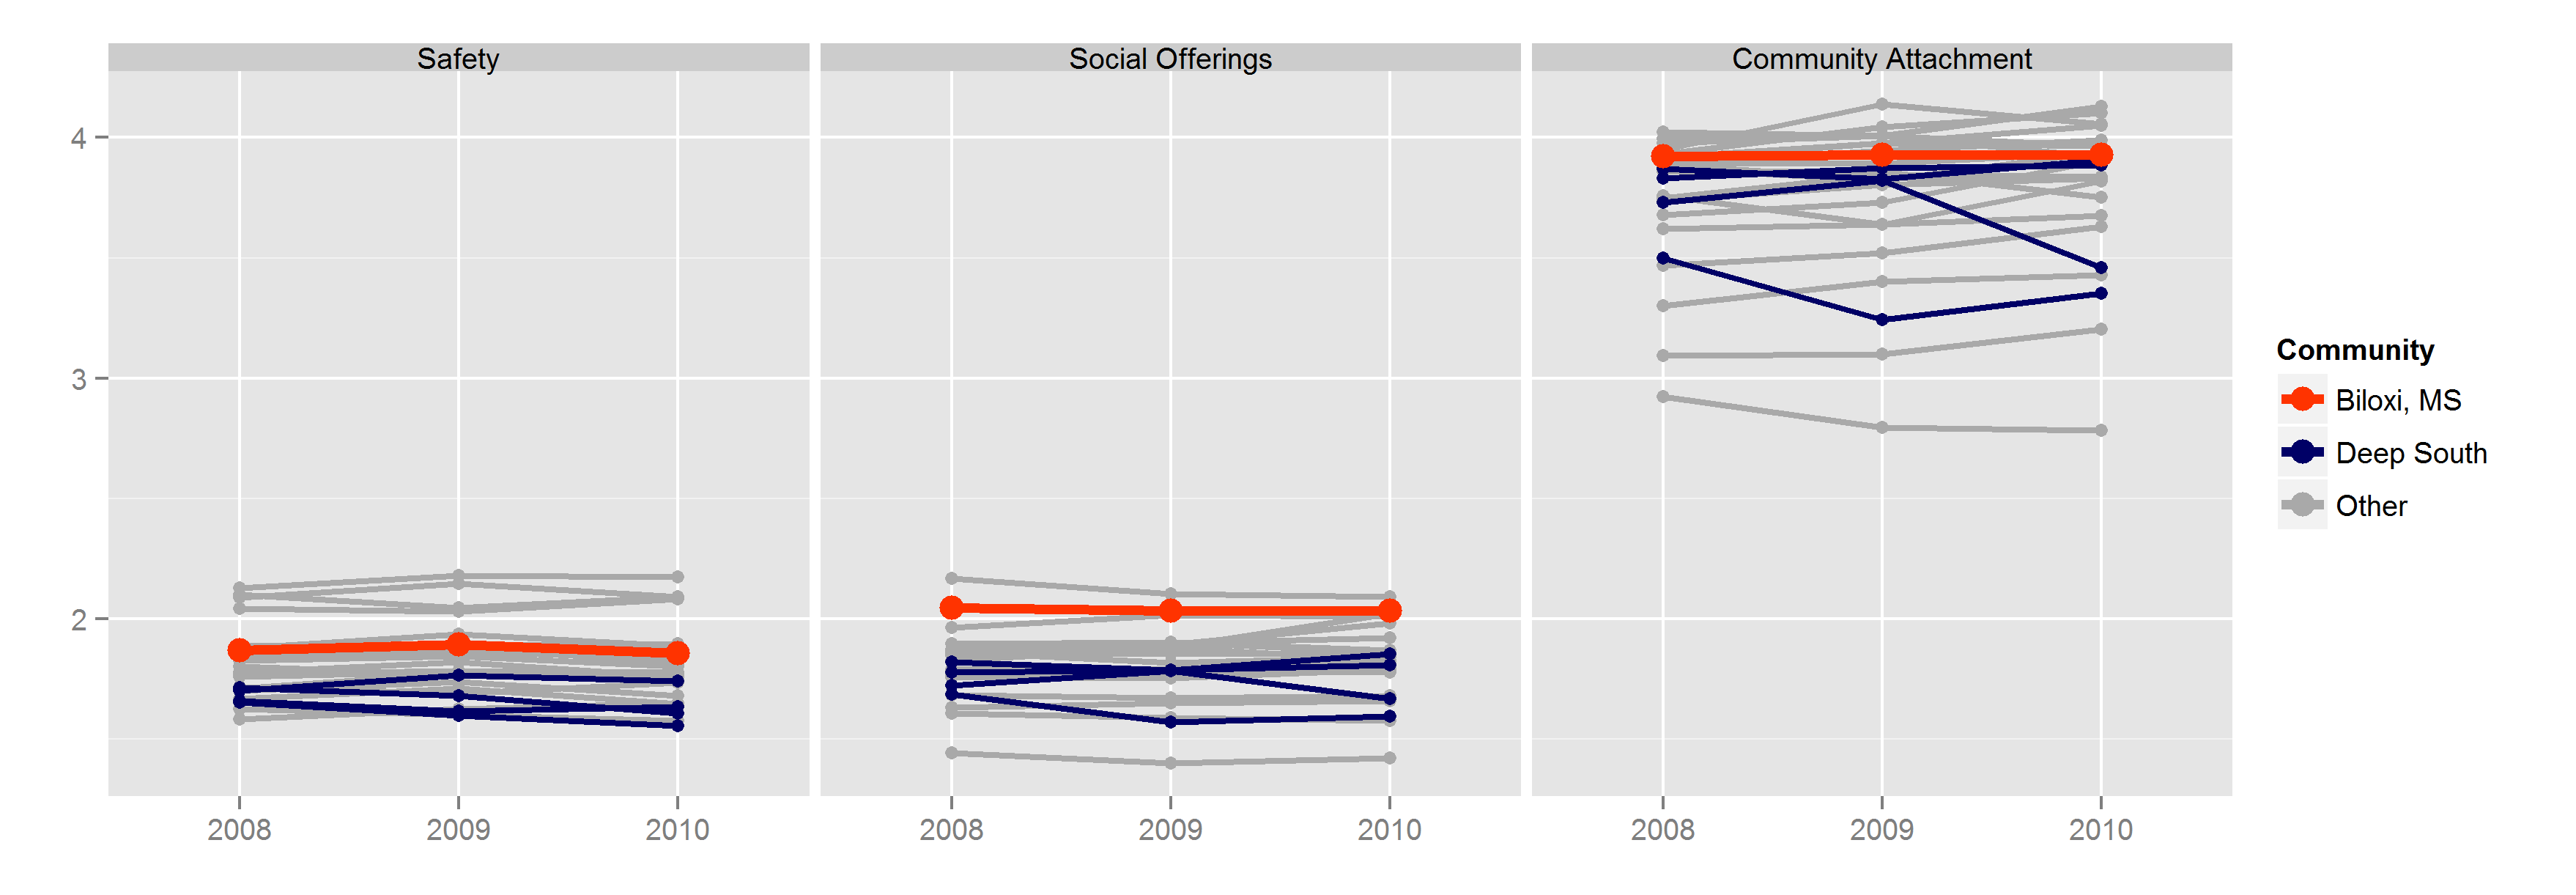 Safety
Social Offerings
Community Attachment
4
3
2
2008 2009 2010
2008 2009 2010
2008 2009 2010
Community
Biloxi, MS
Deep South
Other